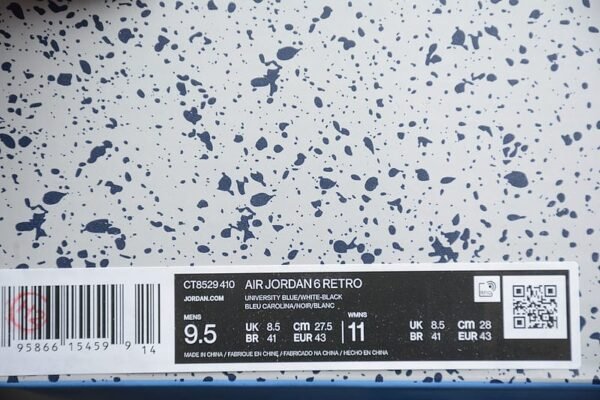 CT8529 410 AIR JORDAN 6 RETRO
JORDAN.COM UNIVERSITY BLUE/WHITE-BLACK
BLEU CAROLINA/NOIR/BLANC
MENS WMNS
9.5 UK 8.5 CM 27.5 11 UK 8.5 CM 28
BR 41 EUR 43 BR 41 EUR 43
MADE IN CHINA / FABRIQUÉ EN CHINE / FABRICADO NA CHINA / HECHO EN CHINA
95866 15459 9 14